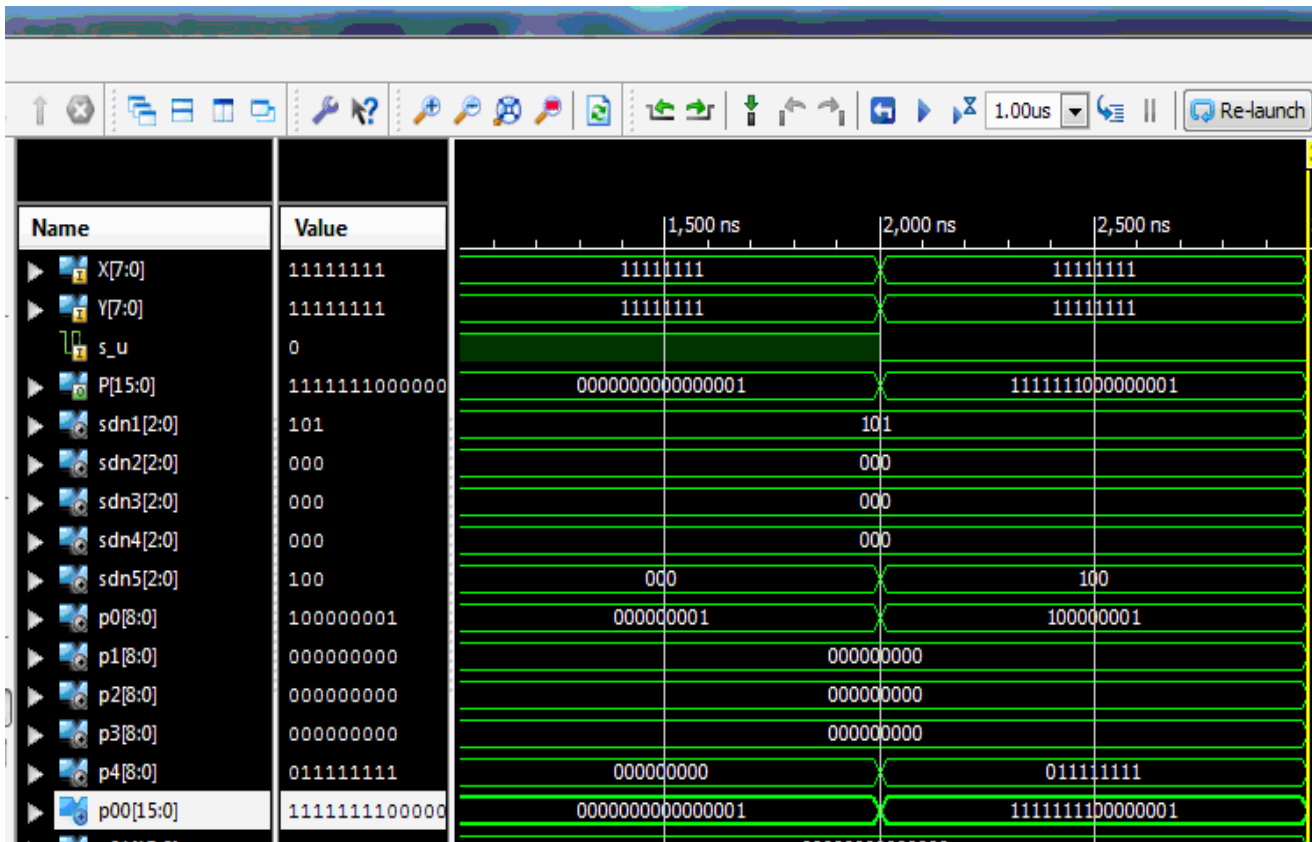 1.00us Re-launch
Name Value 1,500 ns 2,000 ns 2,500 ns
X[7:0] 11111111 11111111 11111111
Y[7:0] 11111111 11111111 11111111
s_u 0
P[15:0] 1111111000000 0000000000000001 1111111000000001
sdn1[2:0] 101 101
sdn2[2:0] 000 000
sdn3[2:0] 000 000
sdn4[2:0] 000 000
sdn5[2:0] 100 000 100
p0[8:0] 100000001 000000001 100000001
p1[8:0] 000000000 000000000
p2[8:0] 000000000 000000000
p3[8:0] 000000000 000000000
p4[8:0] 011111111 000000000 011111111
p00[15:0] 1111111100000 0000000000000001 1111111100000001